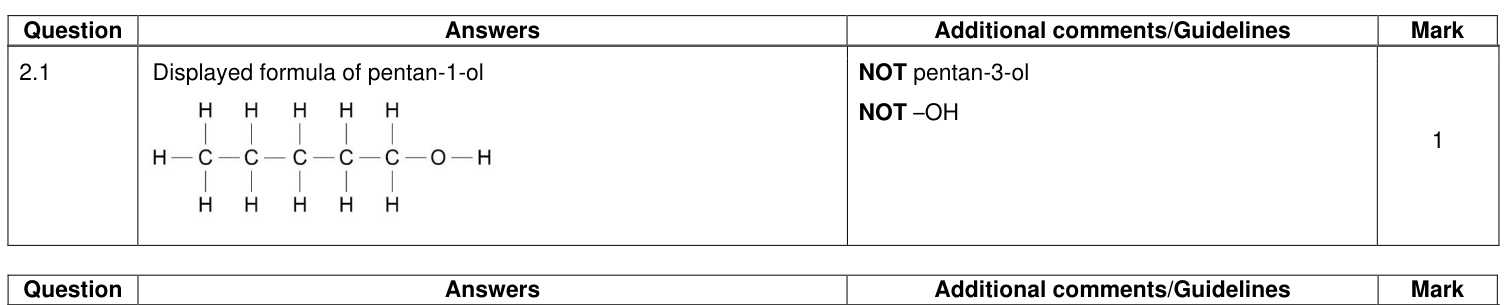 Question Answers Additional comments/Guidelines Mark
2.1 Displayed formula of pentan-1-ol NOT pentan-3-ol
NOT –OH
H H H H H
H C C C C C O H
H H H H H
1
Question Answers Additional comments/Guidelines Mark